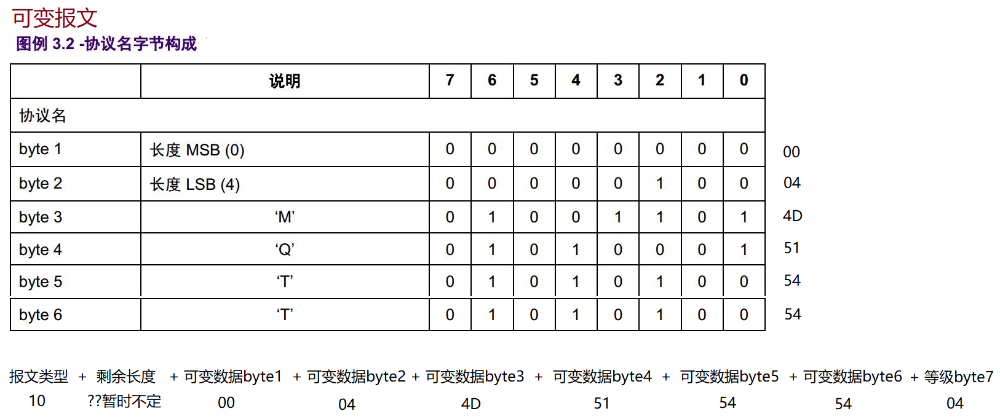 可变报文
图例 3.2 -协议名字节构成
说明 7 6 5 4 3 2 1 0
协议名
byte 1 长度 MSB (0) 0 0 0 0 0 0 0 0 00
byte 2 长度 LSB (4) 0 0 0 0 0 1 0 0 04
byte 3 ‘M’ 0 1 0 0 1 1 0 1 4D
byte 4 ‘Q’ 0 1 0 1 0 0 0 1 51
byte 5 ‘T’ 0 1 0 1 0 1 0 0 54
byte 6 ‘T’ 0 1 0 1 0 1 0 0 54
报文类型 + 剩余长度 + 可变数据byte1 + 可变数据byte2 + 可变数据byte3 + 可变数据byte4 + 可变数据byte5 + 可变数据byte6 + 等级byte7
10 ??暂时不定 00 04 4D 51 54 54 04